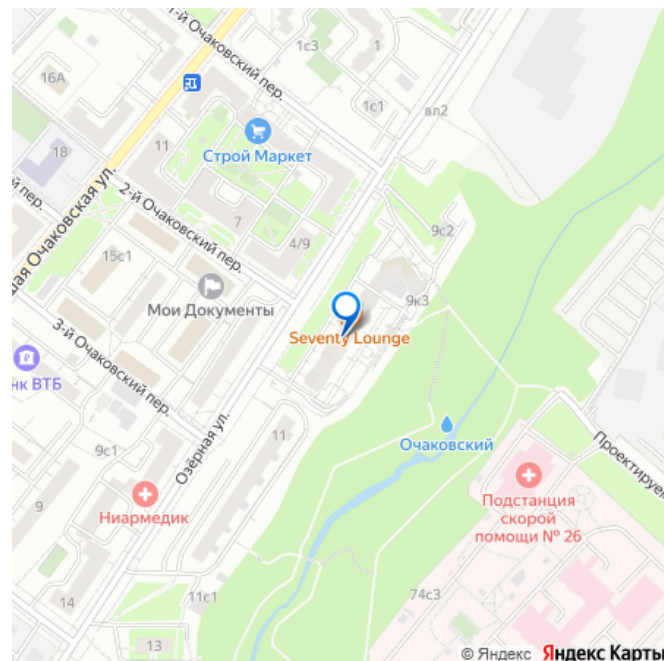 1-й Очаковский пер.
1с3
1
16А
1с1
вл2
11
Строй Маркет
18
2-й Очаковский пер.
7
4/9
9с2
пер.
шая Очаковская ул.
15с1
Мои Документы
9к3
Seventy Lounge
3-й Очаковский пер.
нк ВТБ
Озёрная ул.
11
Очаковский
9с1
Проектируем
9
Ниармедик
Подстанция
скорой
помощи № 26
14
11с1
74с3
13
© Яндекс Яндекс Карты